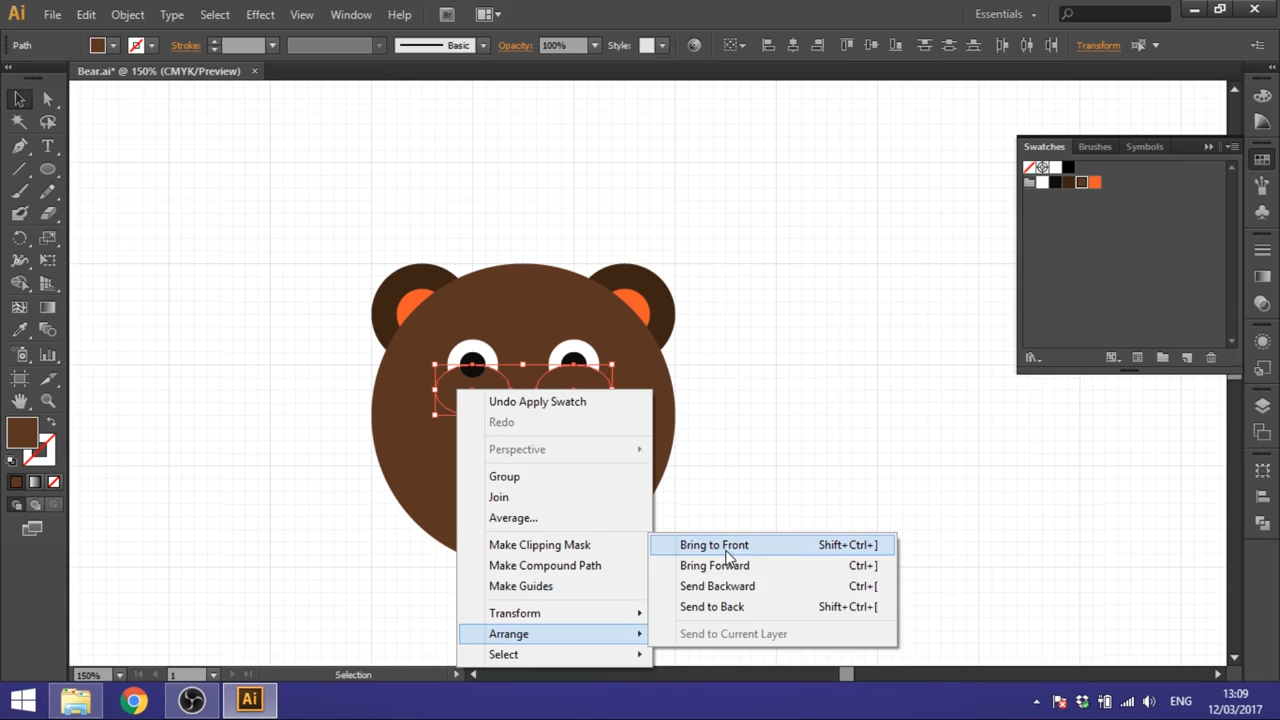 Ai File Edit Object Type Select Effect View Window Help Br Essentials
Path Stroke: Basic Opacity: 100% Style: Transform
Bear.ai* @ 150% (CMYK/Preview)
Swatches Brushes Symbols
Undo Apply Swatch
Redo
Perspective
Group
Join
Average...
Make Clipping Mask
Make Compound Path
Make Guides
Transform
Arrange
Select
Bring to Front Shift+Ctrl+]
Bring Forward Ctrl+]
Send Backward Ctrl+[
Send to Back Shift+Ctrl+[
Send to Current Layer
150% 1 Selection
Ai ENG 13:09
12/03/2017